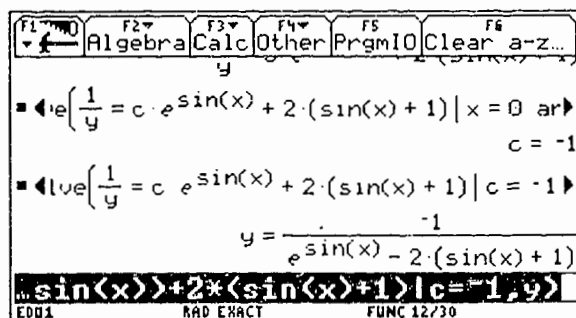 F1 F2 F3 F4 F5 F6
Algebra Calc Other PrgmIO Clear a-z…
y
e(1/y = c · e^sin(x) + 2·(sin(x) + 1) | x = 0 ar
c = -1
lve(1/y = c e^sin(x) + 2·(sin(x) + 1) | c = -1
y = -1/(e^sin(x) - 2·(sin(x) + 1))
…sin(x))+2*(sin(x)+1)|c=-1,y)
RAD EXACT FUNC 12/30